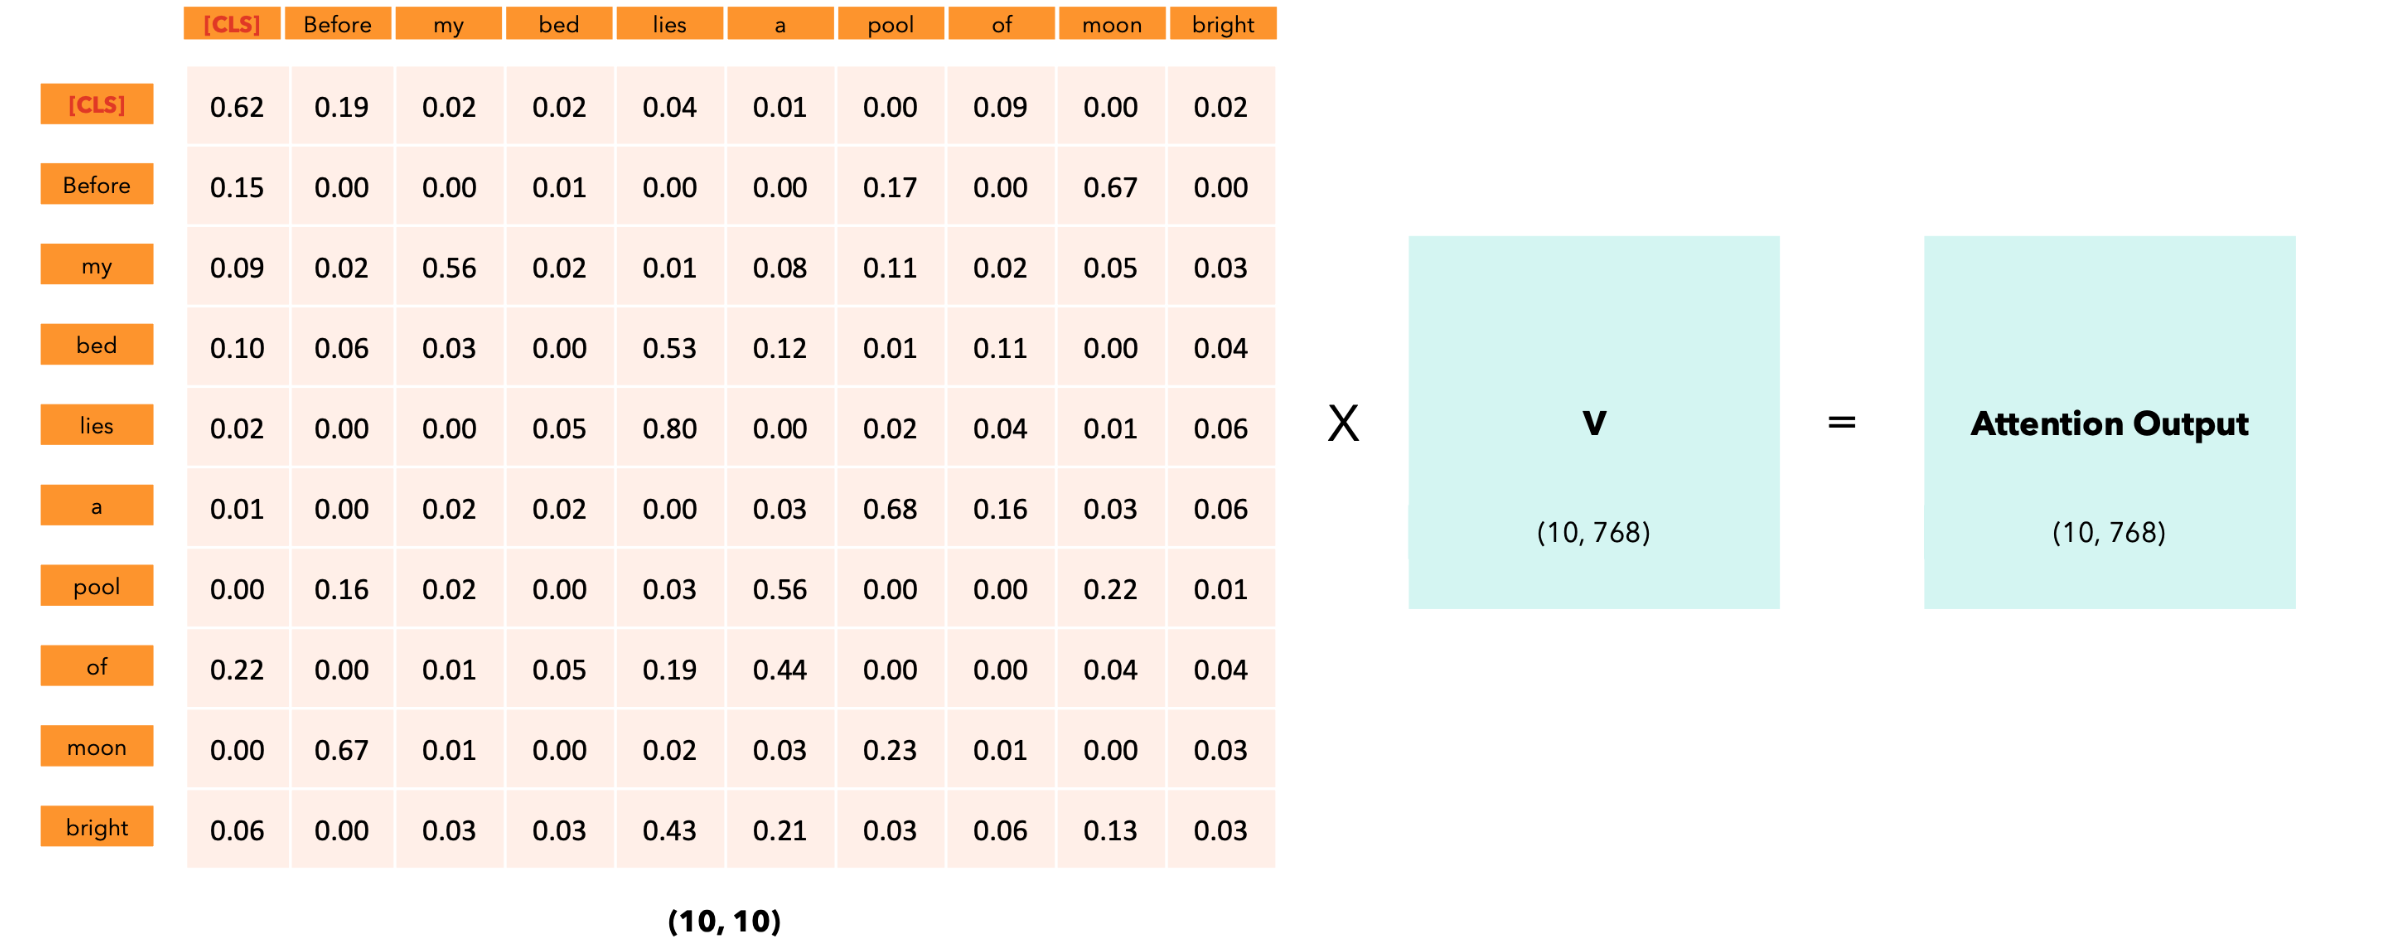 [CLS] Before my bed lies a pool of moon bright
[CLS] 0.62 0.19 0.02 0.02 0.04 0.01 0.00 0.09 0.00 0.02
Before 0.15 0.00 0.00 0.01 0.00 0.00 0.17 0.00 0.67 0.00
my 0.09 0.02 0.56 0.02 0.01 0.08 0.11 0.02 0.05 0.03
bed 0.10 0.06 0.03 0.00 0.53 0.12 0.01 0.11 0.00 0.04
lies 0.02 0.00 0.00 0.05 0.80 0.00 0.02 0.04 0.01 0.06
a 0.01 0.00 0.02 0.02 0.00 0.03 0.68 0.16 0.03 0.06
pool 0.00 0.16 0.02 0.00 0.03 0.56 0.00 0.00 0.22 0.01
of 0.22 0.00 0.01 0.05 0.19 0.44 0.00 0.00 0.04 0.04
moon 0.00 0.67 0.01 0.00 0.02 0.03 0.23 0.01 0.00 0.03
bright 0.06 0.00 0.03 0.03 0.43 0.21 0.03 0.06 0.13 0.03
(10, 10)
X
V
(10, 768)
=
Attention Output
(10, 768)